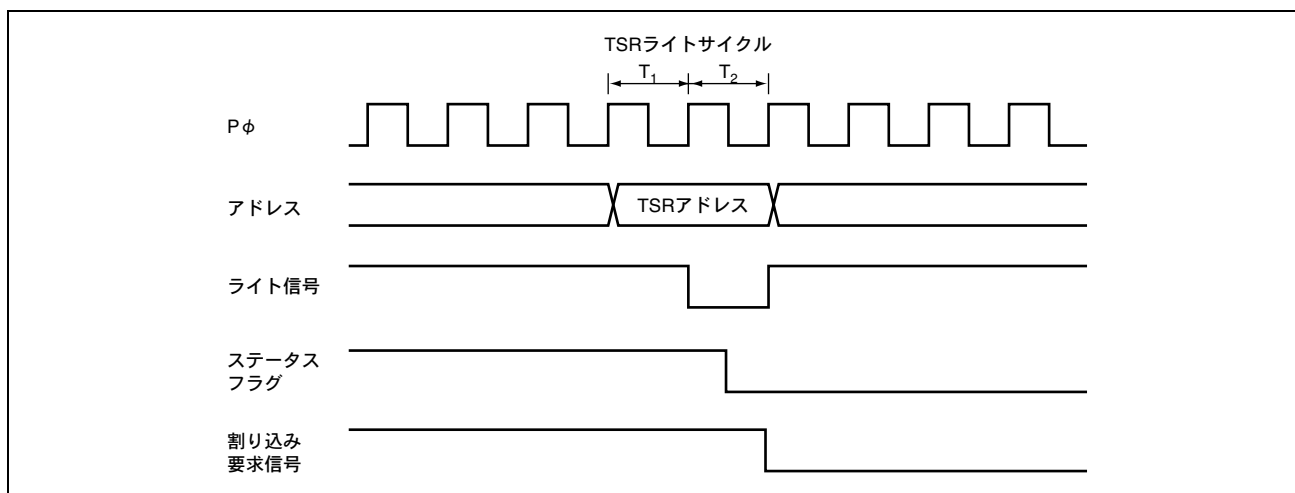 TSRライトサイクル
T1 T2
Pφ
アドレス
TSRアドレス
ライト信号
ステータス
フラグ
割り込み
要求信号